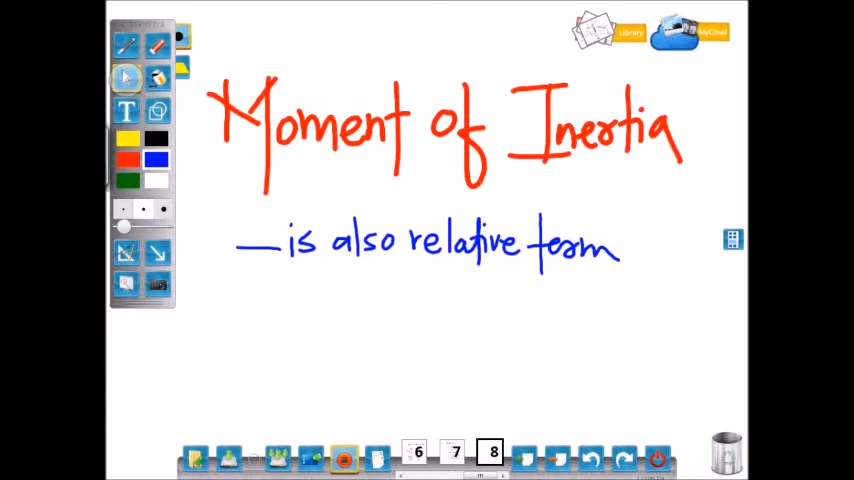 Library
MyCloud
Moment of Inertia
— is also relative term
T
6 7 8